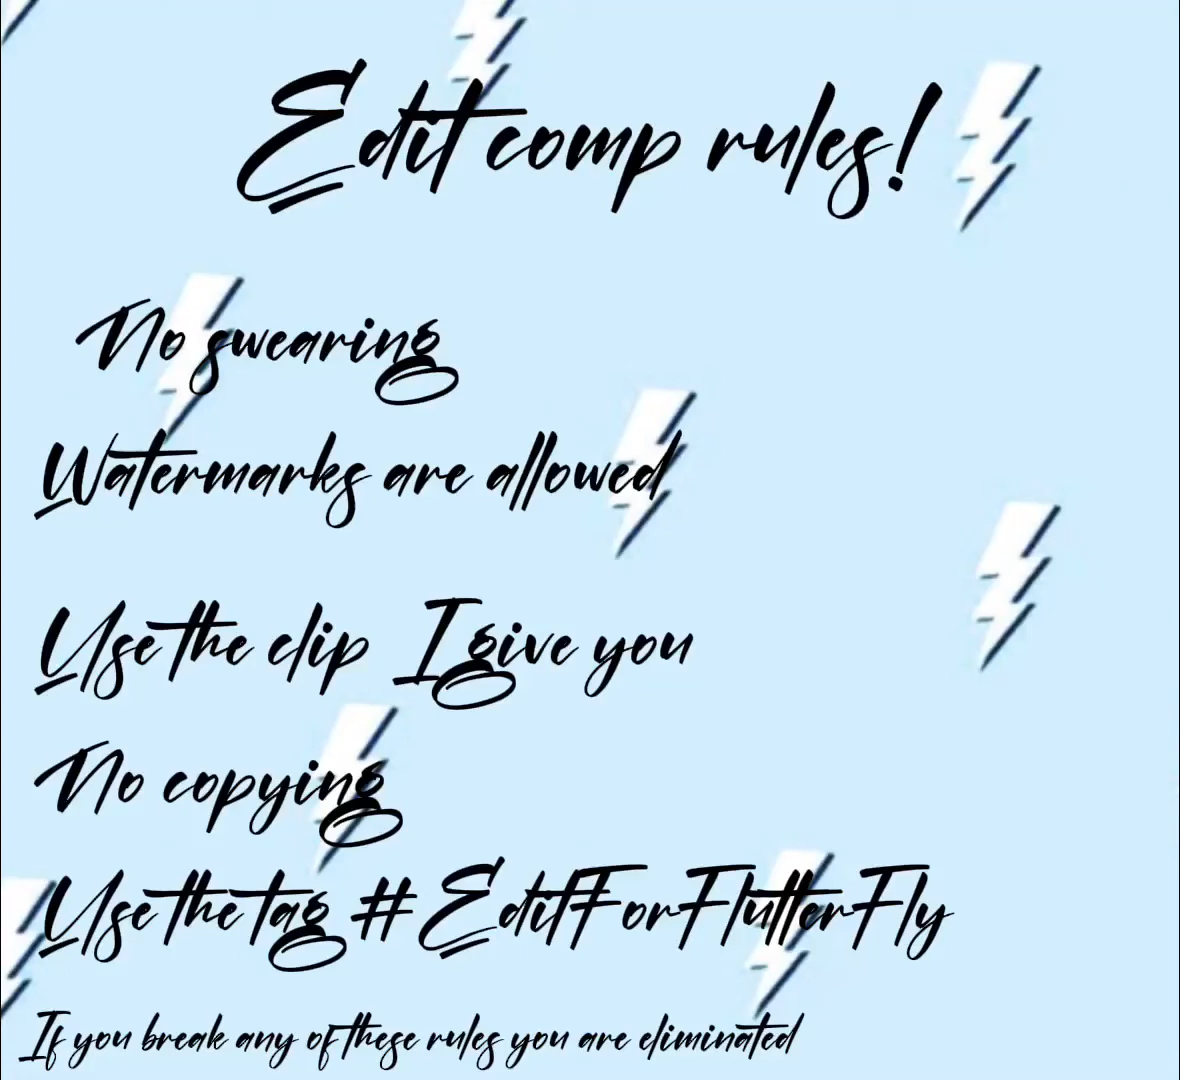 Edit comp rules!
No swearing
Watermarks are allowed
Use the clip I give you
No copying
Use the tag #EditForFlutterFly
If you break any of these rules you are eliminated